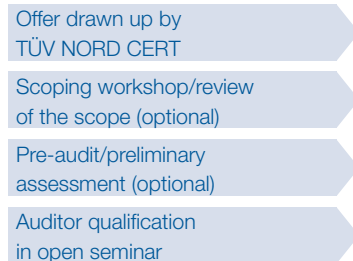 Offer drawn up by
TÜV NORD CERT
Scoping workshop/review
of the scope (optional)
Pre-audit/preliminary
assessment (optional)
Auditor qualification
in open seminar